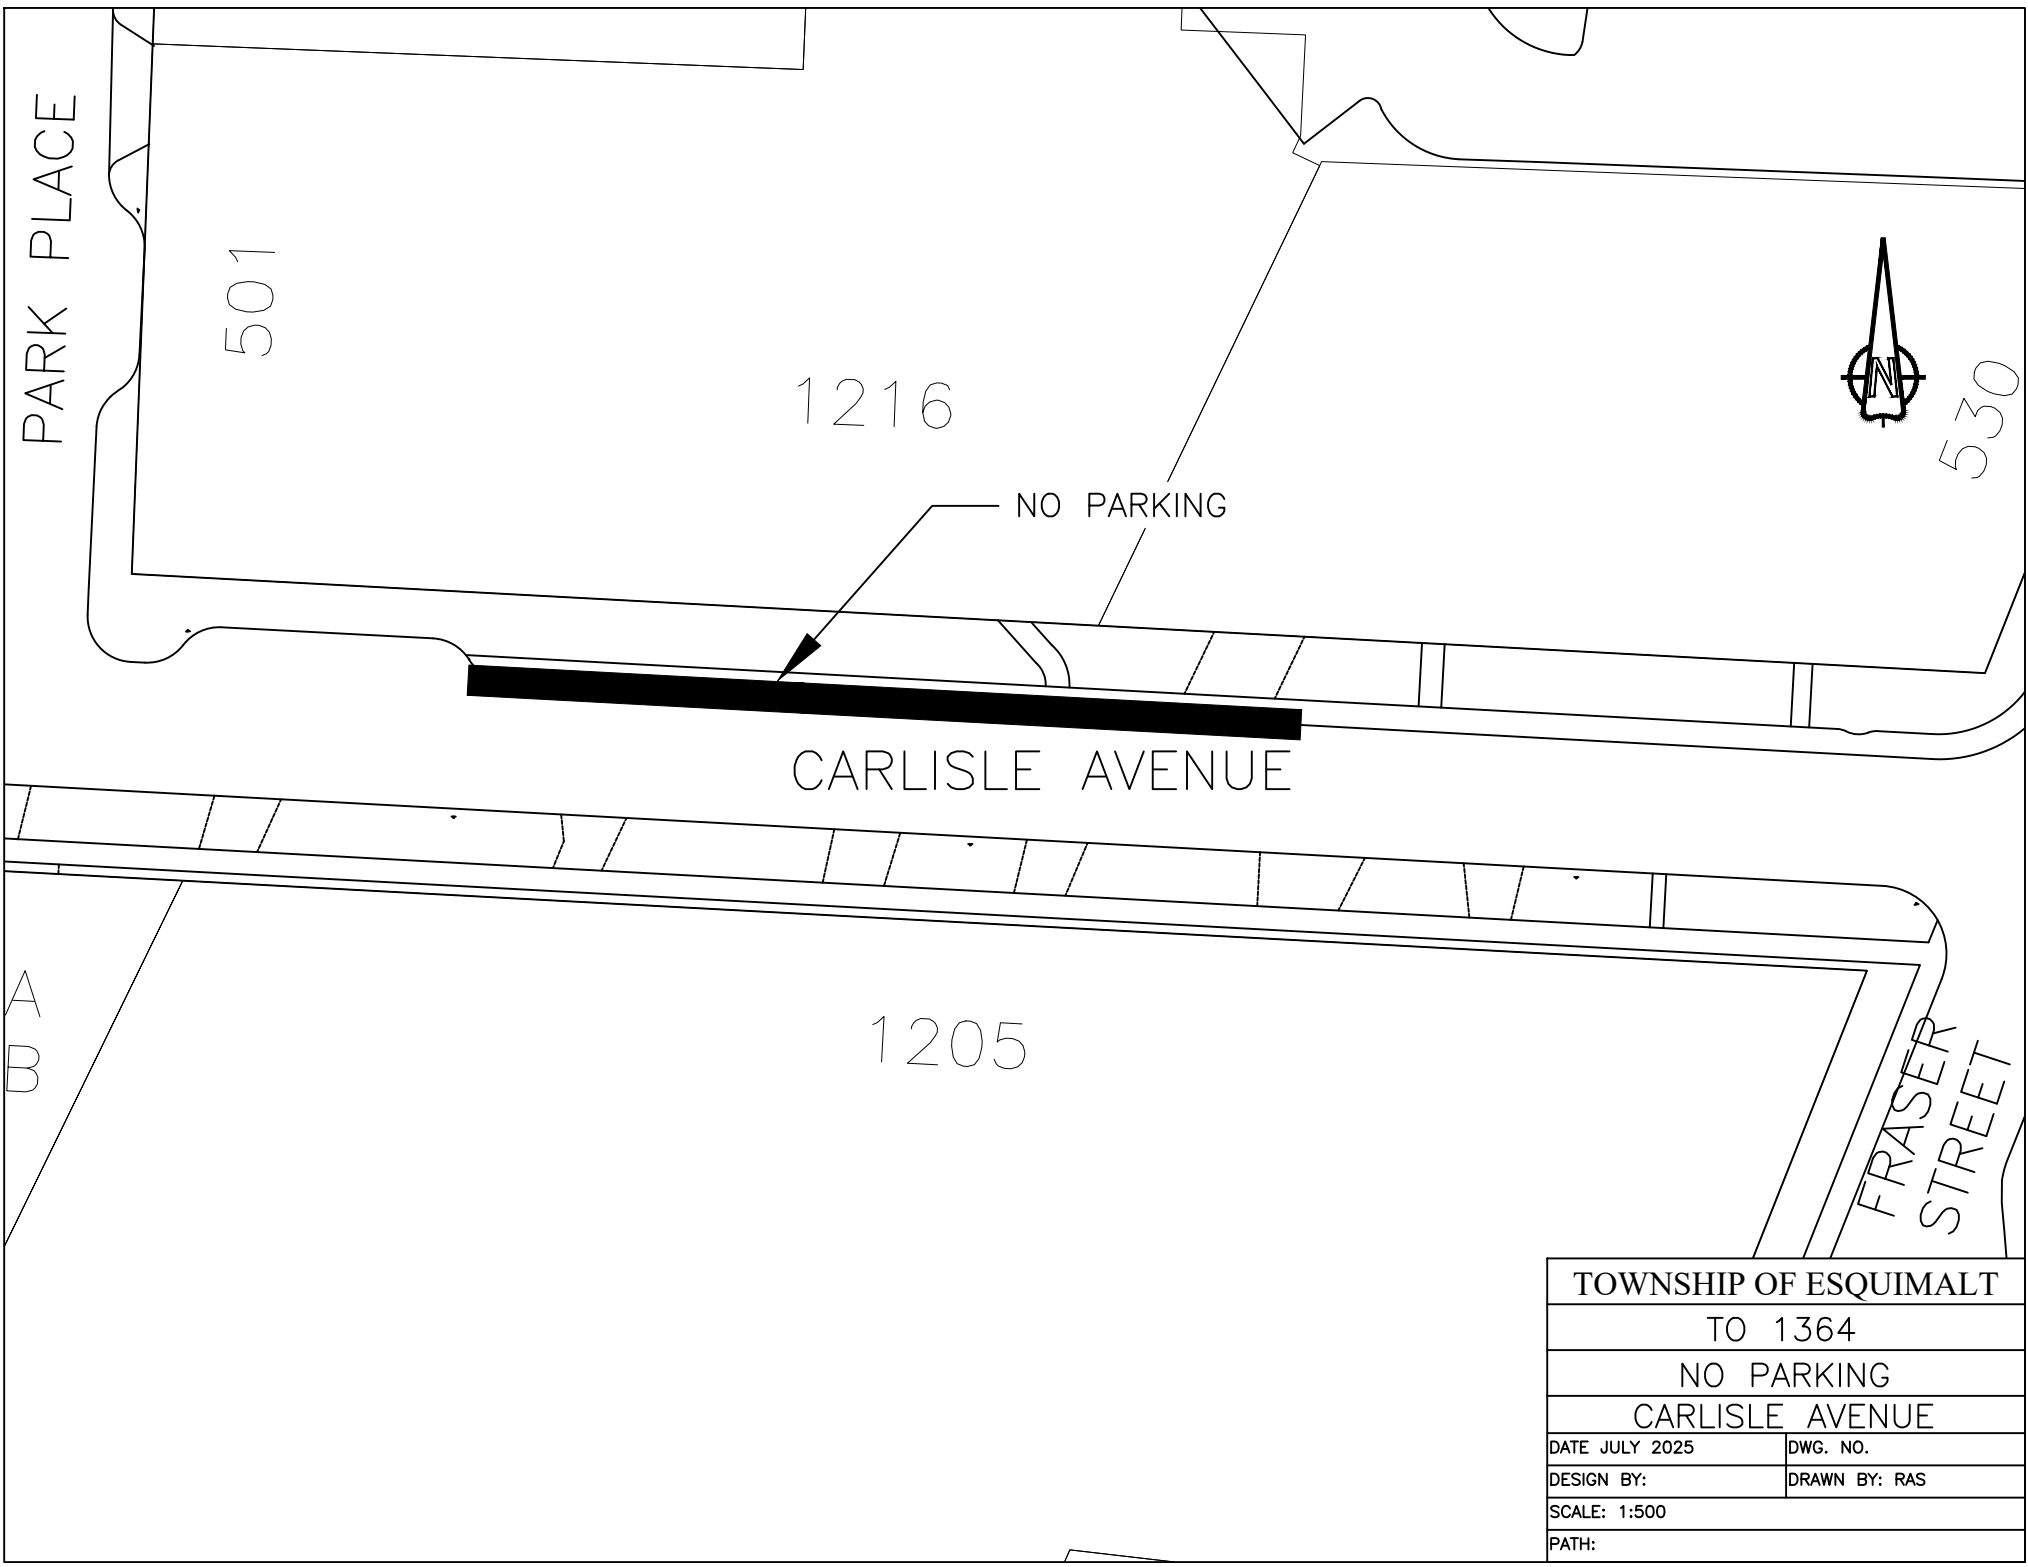 PARK PLACE
501
1216
N
530
NO PARKING
CARLISLE AVENUE
A
B
1205
FRASER
STREET
TOWNSHIP OF ESQUIMALT
TO 1364
NO PARKING
CARLISLE AVENUE
DATE JULY 2025 DWG. NO.
DESIGN BY: DRAWN BY: RAS
SCALE: 1:500
PATH: